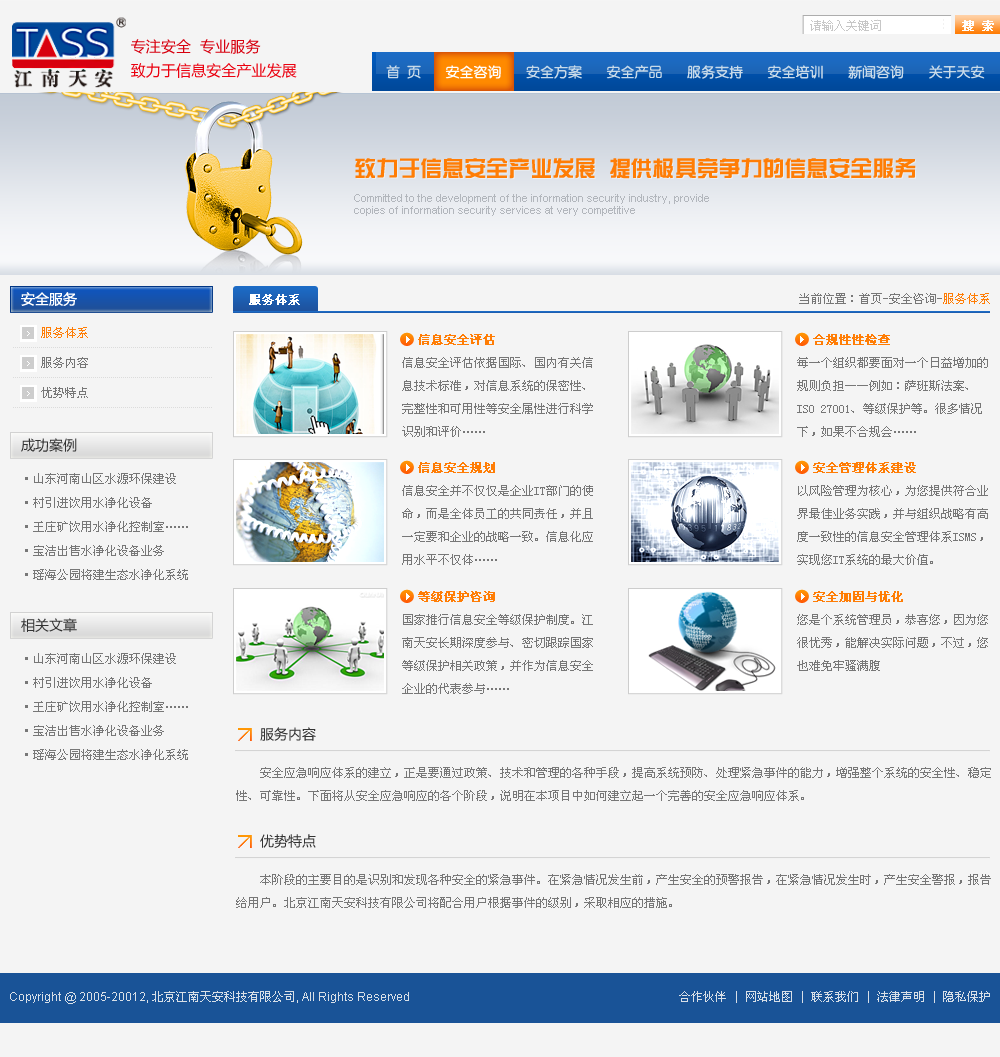 TASS®
江南天安
专注安全 专业服务
致力于信息安全产业发展
请输入关键词
搜 索
首 页 安全咨询 安全方案 安全产品 服务支持 安全培训 新闻咨询 关于天安
致力于信息安全产业发展 提供极具竞争力的信息安全服务
Committed to the development of the information security industry, provide
copies of information security services at very competitive
安全服务
服务体系
服务内容
优势特点
成功案例
山东河南山区水源环保建设
村引进饮用水净化设备
王庄矿饮用水净化控制室……
宝洁出售水净化设备业务
瑶海公园将建生态水净化系统
相关文章
山东河南山区水源环保建设
村引进饮用水净化设备
王庄矿饮用水净化控制室……
宝洁出售水净化设备业务
瑶海公园将建生态水净化系统
服务体系
当前位置：首页-安全咨询-服务体系
信息安全评估
信息安全评估依据国际、国内有关信
息技术标准，对信息系统的保密性、
完整性和可用性等安全属性进行科学
识别和评价……
合规性性检查
每一个组织都要面对一个日益增加的
规则负担——例如：萨班斯法案、
ISO 27001、等级保护等。很多情况
下，如果不合规会……
信息安全规划
信息安全并不仅仅是企业IT部门的使
命，而是全体员工的共同责任，并且
一定要和企业的战略一致。信息化应
用水平不仅体……
安全管理体系建设
以风险管理为核心，为您提供符合业
界最佳业务实践，并与组织战略有高
度一致性的信息安全管理体系ISMS，
实现您IT系统的最大价值。
等级保护咨询
国家推行信息安全等级保护制度。江
南天安长期深度参与、密切跟踪国家
等级保护相关政策，并作为信息安全
企业的代表参与……
安全加固与优化
您是个系统管理员，恭喜您，因为您
很优秀，能解决实际问题，不过，您
也难免牢骚满腹
服务内容
安全应急响应体系的建立，正是要通过政策、技术和管理的各种手段，提高系统预防、处理紧急事件的能力，增强整个系统的安全性、稳定
性、可靠性。下面将从安全应急响应的各个阶段，说明在本项目中如何建立起一个完善的安全应急响应体系。
优势特点
本阶段的主要目的是识别和发现各种安全的紧急事件。在紧急情况发生前，产生安全的预警报告，在紧急情况发生时，产生安全警报，报告
给用户。北京江南天安科技有限公司将配合用户根据事件的级别，采取相应的措施。
Copyright @ 2005-20012, 北京江南天安科技有限公司, All Rights Reserved
合作伙伴 | 网站地图 | 联系我们 | 法律声明 | 隐私保护